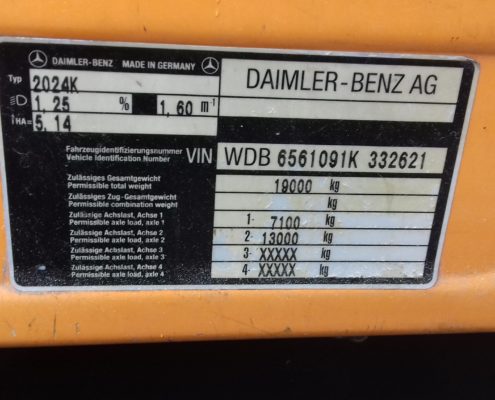 DAIMLER-BENZ MADE IN GERMANY
DAIMLER-BENZ AG
Typ 2024K
1.25 % 1,60 m-1
iHA= 5.14
Fahrzeugidentifizierungsnummer
Vehicle Identification Number
VIN WDB 6561091K 332621
Zulässiges Gesamtgewicht
Permissible total weight
19000 kg
Zulässiges Zug-Gesamtgewicht
Permissible combination weight
kg
Zulässige Achslast, Achse 1
Permissible axle load, axle 1
1- 7100 kg
Zulässige Achslast, Achse 2
Permissible axle load, axle 2
2- 13000 kg
Zulässige Achslast, Achse 3
Permissible axle load, axle 3
3- XXXXX kg
Zulässige Achslast, Achse 4
Permissible axle load, axle 4
4- XXXXX kg